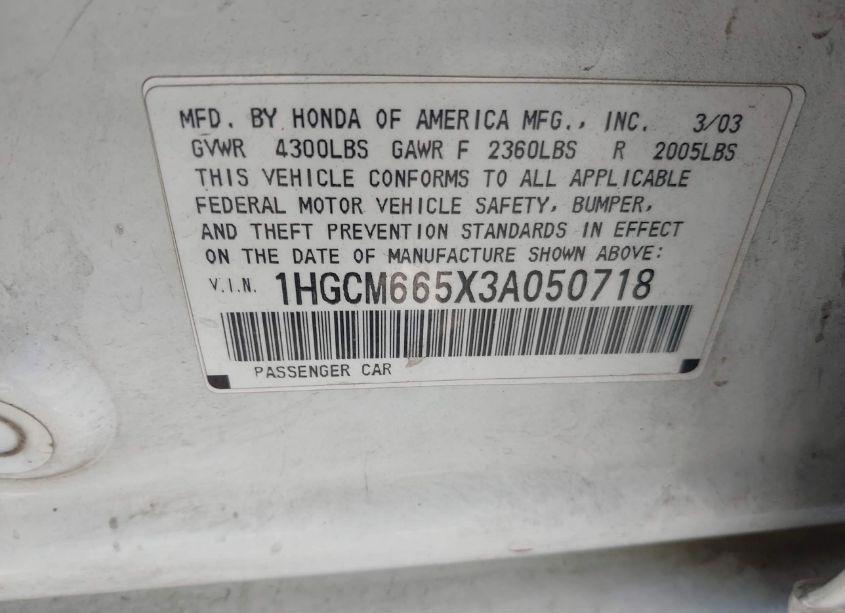 MFD. BY HONDA OF AMERICA MFG., INC. 3/03
GVWR 4300LBS GAWR F 2360LBS R 2005LBS
THIS VEHICLE CONFORMS TO ALL APPLICABLE
FEDERAL MOTOR VEHICLE SAFETY, BUMPER,
AND THEFT PREVENTION STANDARDS IN EFFECT
ON THE DATE OF MANUFACTURE SHOWN ABOVE:
V.I.N. 1HGCM665X3A050718
PASSENGER CAR